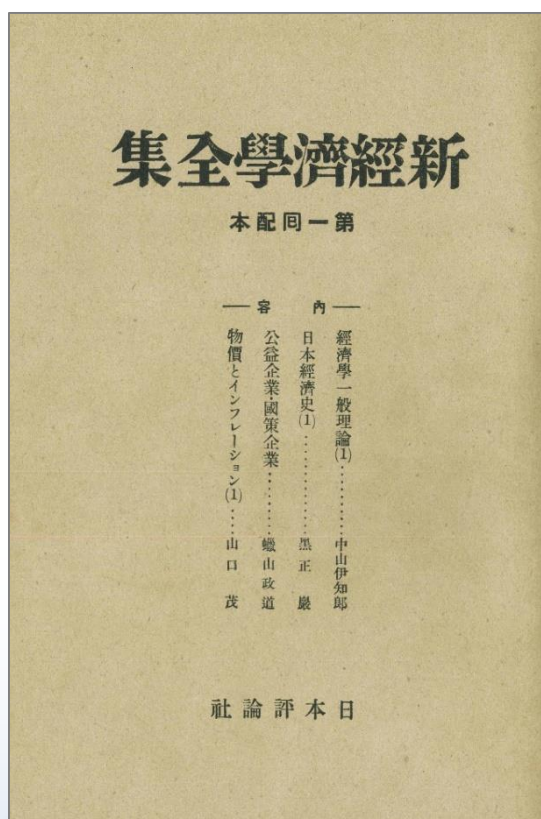 新經濟學全集
第一囘配本
――內容――
經濟學一般理論(1)…………中山伊知郎
日本經濟史(1)……………黑正巖
公益企業・國策企業………蠟山政道
物價とインフレーション(1)……山口茂
日本評論社